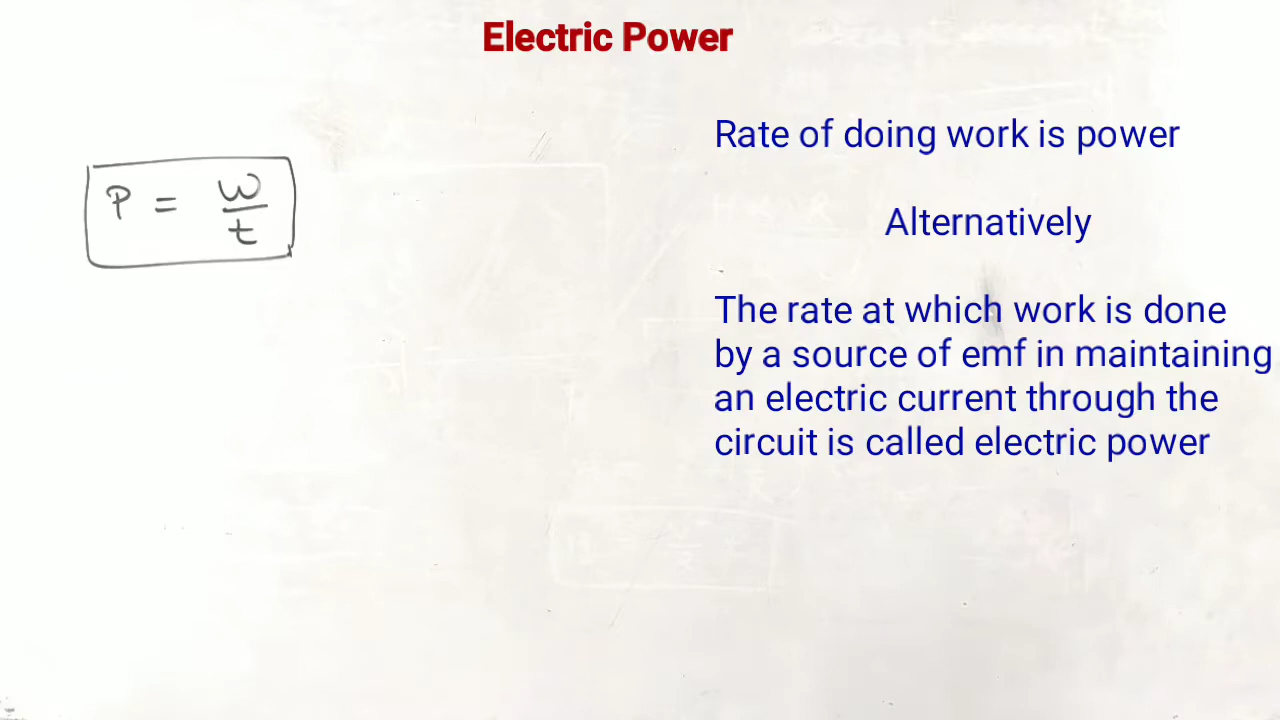 Electric Power
P = W/t
Rate of doing work is power
Alternatively
The rate at which work is done
by a source of emf in maintaining
an electric current through the
circuit is called electric power